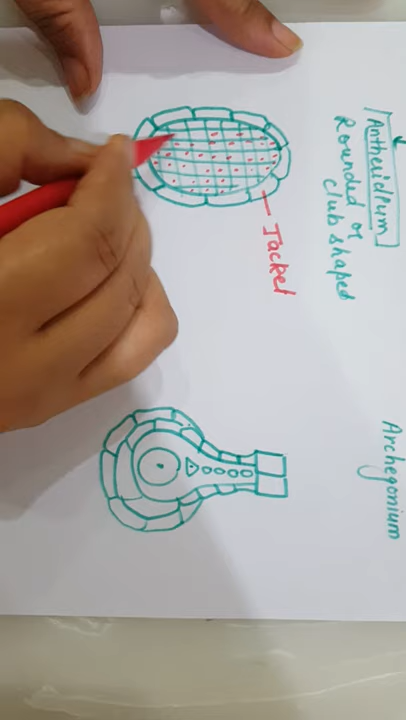 Antheridium
Rounded or
club shaped
Jacket
Archegonium